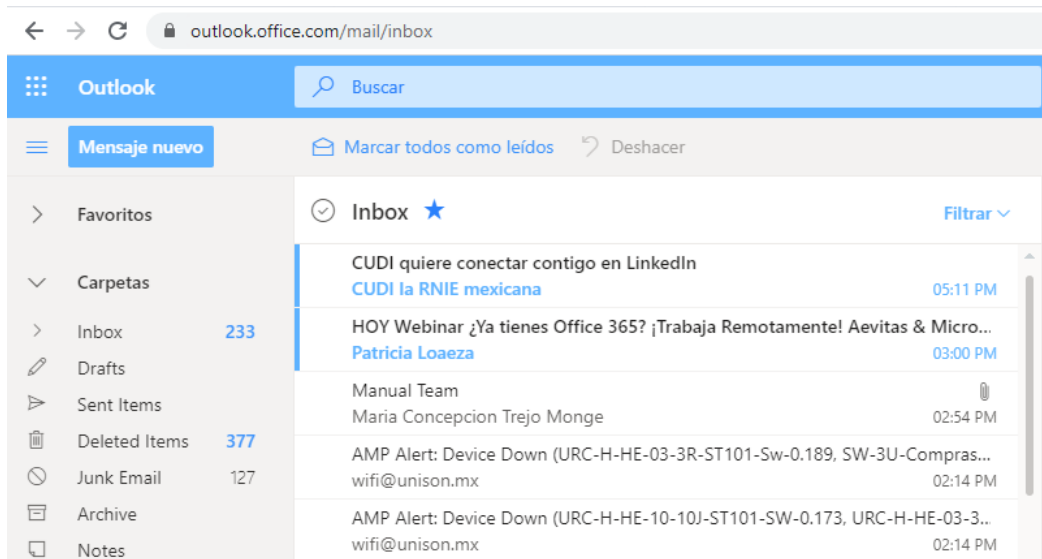 outlook.office.com/mail/inbox
Outlook
Buscar
Mensaje nuevo
Marcar todos como leídos
Deshacer
Favoritos
Inbox
Filtrar
Carpetas
Inbox 233
Drafts
Sent Items
Deleted Items 377
Junk Email 127
Archive
Notes
CUDI quiere conectar contigo en LinkedIn
CUDI la RNIE mexicana 05:11 PM
HOY Webinar ¿Ya tienes Office 365? ¡Trabaja Remotamente! Aevitas & Micro...
Patricia Loaeza 03:00 PM
Manual Team
Maria Concepcion Trejo Monge 02:54 PM
AMP Alert: Device Down (URC-H-HE-03-3R-ST101-Sw-0.189, SW-3U-Compras...
wifi@unison.mx 02:14 PM
AMP Alert: Device Down (URC-H-HE-10-10J-ST101-SW-0.173, URC-H-HE-03-3...
wifi@unison.mx 02:14 PM